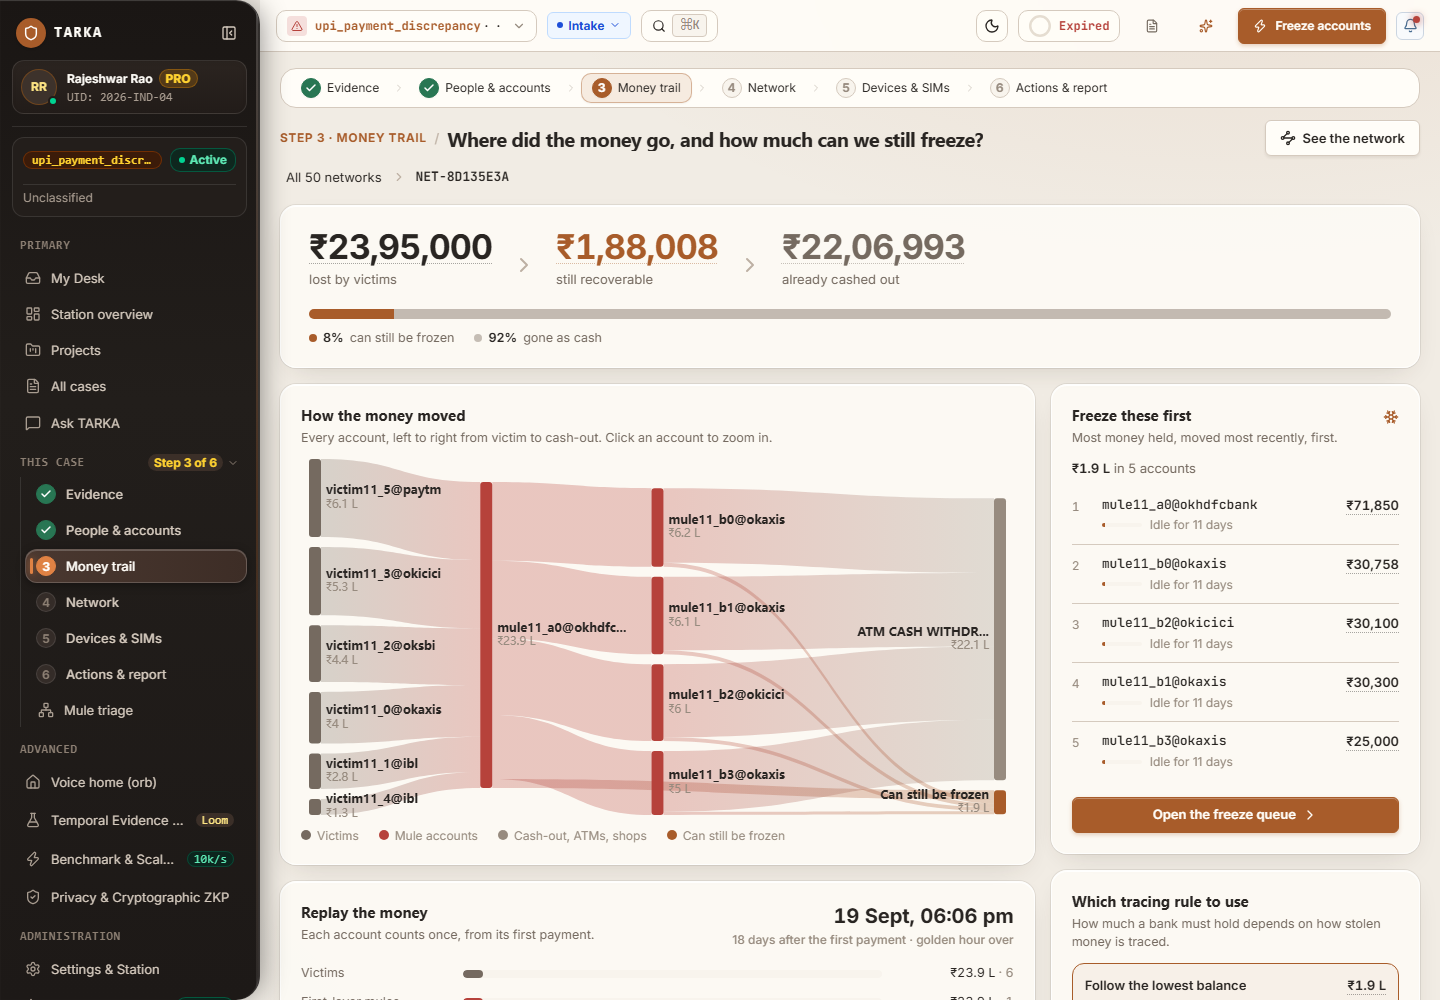 TARKA
RR
Rajeshwar Rao PRO
UID: 2026-IND-04
upi_payment_discr… Active
Unclassified
PRIMARY
My Desk
Station overview
Projects
All cases
Ask TARKA
THIS CASE Step 3 of 6
Evidence
People & accounts
3 Money trail
4 Network
5 Devices & SIMs
6 Actions & report
Mule triage
ADVANCED
Voice home (orb)
Temporal Evidence ... Loom
Benchmark & Scal... 10k/s
Privacy & Cryptographic ZKP
ADMINISTRATION
Settings & Station
upi_payment_discrepancy · · Intake ⌘K Expired Freeze accounts
Evidence People & accounts 3 Money trail 4 Network 5 Devices & SIMs 6 Actions & report
STEP 3 · MONEY TRAIL / Where did the money go, and how much can we still freeze? See the network
All 50 networks > NET-8D135E3A
₹23,95,000 > ₹1,88,008 > ₹22,06,993
lost by victims still recoverable already cashed out
8% can still be frozen 92% gone as cash
How the money moved
Every account, left to right from victim to cash-out. Click an account to zoom in.
victim11_5@paytm
₹6.1 L
victim11_3@okicici
₹5.3 L
victim11_2@oksbi
₹4.4 L
victim11_0@okaxis
₹4 L
victim11_1@ibl
₹2.8 L
victim11_4@ibl
₹1.3 L
mule11_a0@okhdfc...
₹23.9 L
mule11_b0@okaxis
₹6.2 L
mule11_b1@okaxis
₹6.1 L
mule11_b2@okicici
₹6 L
mule11_b3@okaxis
₹5 L
ATM CASH WITHDR...
₹22.1 L
Can still be frozen
₹1.9 L
Victims Mule accounts Cash-out, ATMs, shops Can still be frozen
Freeze these first
Most money held, moved most recently, first.
₹1.9 L in 5 accounts
1 mule11_a0@okhdfcbank ₹71,850
Idle for 11 days
2 mule11_b0@okaxis ₹30,758
Idle for 11 days
3 mule11_b2@okicici ₹30,100
Idle for 11 days
4 mule11_b1@okaxis ₹30,300
Idle for 11 days
5 mule11_b3@okaxis ₹25,000
Idle for 11 days
Open the freeze queue >
Replay the money 19 Sept, 06:06 pm
Each account counts once, from its first payment. 18 days after the first payment · golden hour over
Victims ₹23.9 L · 6
Which tracing rule to use
How much a bank must hold depends on how stolen
money is traced.
Follow the lowest balance ₹1.9 L